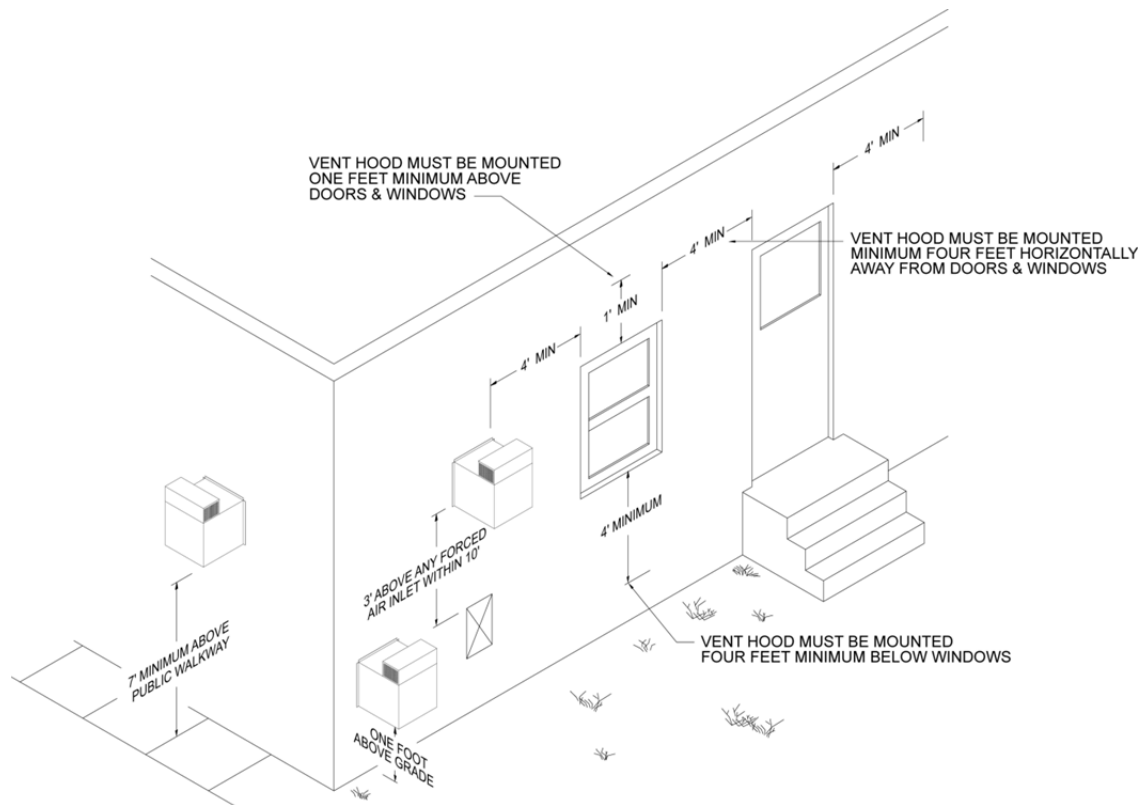 VENT HOOD MUST BE MOUNTED
ONE FEET MINIMUM ABOVE
DOORS & WINDOWS
4' MIN
4' MIN
VENT HOOD MUST BE MOUNTED
MINIMUM FOUR FEET HORIZONTALLY
AWAY FROM DOORS & WINDOWS
1' MIN
4' MIN
4' MINIMUM
3' ABOVE ANY FORCED
AIR INLET WITHIN 10'
7' MINIMUM ABOVE
PUBLIC WALKWAY
VENT HOOD MUST BE MOUNTED
FOUR FEET MINIMUM BELOW WINDOWS
ONE FOOT
ABOVE GRADE